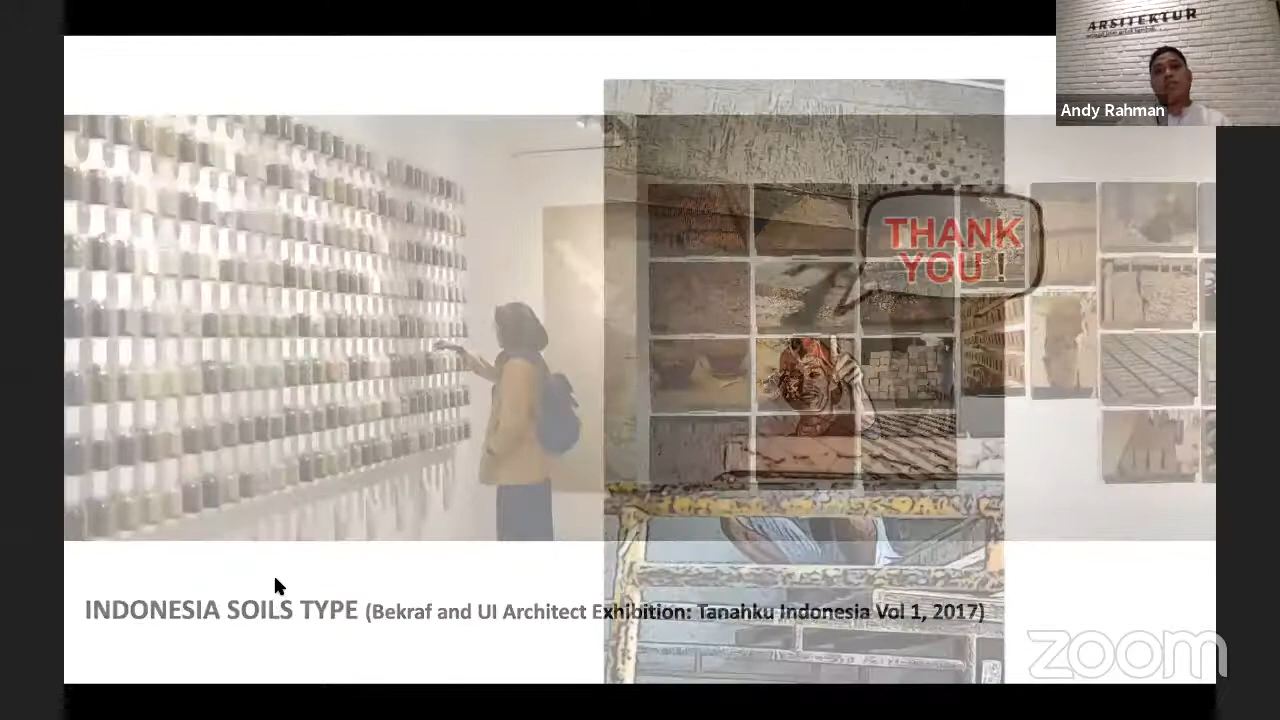 ARSITEKTUR
Andy Rahman
THANK
YOU !
INDONESIA SOILS TYPE (Bekraf and UI Architect Exhibition: Tanahku Indonesia Vol 1, 2017)
zoom